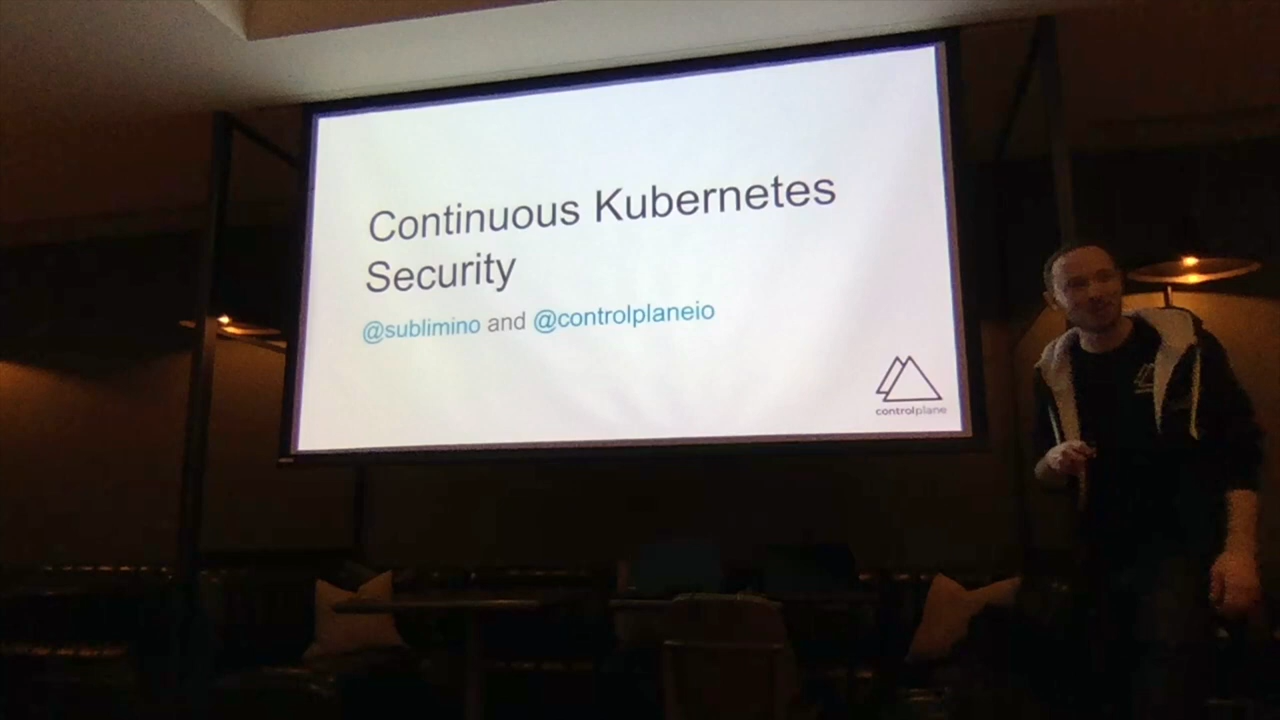 Continuous Kubernetes
Security
@sublimino and @controlplaneio
controlplane